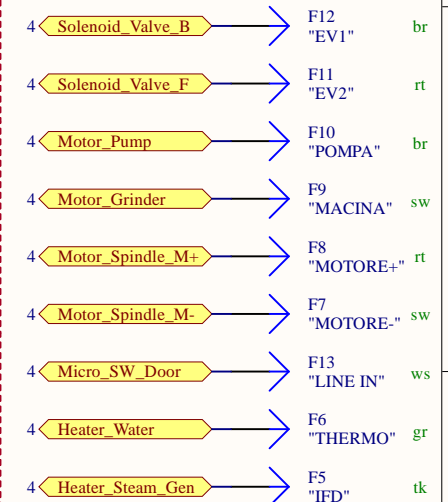 4 Solenoid_Valve_B F12 br
"EV1"
4 Solenoid_Valve_F F11 rt
"EV2"
4 Motor_Pump F10 br
"POMPA"
4 Motor_Grinder F9 sw
"MACINA"
4 Motor_Spindle_M+ F8 rt
"MOTORE+"
4 Motor_Spindle_M- F7 sw
"MOTORE-"
4 Micro_SW_Door F13 ws
"LINE IN"
4 Heater_Water F6 gr
"THERMO"
4 Heater_Steam_Gen F5 tk
"IFD"